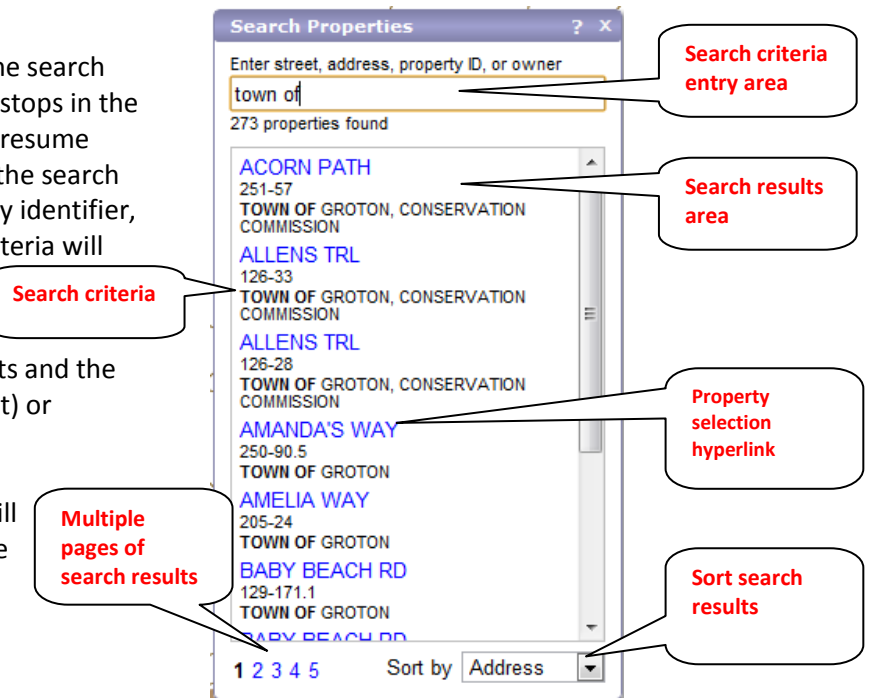 ne search
stops in the
resume
the search
y identifier,
teria will
ts and the
t) or
ill
e
Search Properties ? X
Enter street, address, property ID, or owner
town of
273 properties found
ACORN PATH
251-57
TOWN OF GROTON, CONSERVATION
COMMISSION
ALLENS TRL
126-33
TOWN OF GROTON, CONSERVATION
COMMISSION
ALLENS TRL
126-28
TOWN OF GROTON, CONSERVATION
COMMISSION
AMANDA'S WAY
250-90.5
TOWN OF GROTON
AMELIA WAY
205-24
TOWN OF GROTON
BABY BEACH RD
129-171.1
TOWN OF GROTON
BABY BEACH RD
1 2 3 4 5 Sort by Address
Search criteria
entry area
Search results
area
Search criteria
Property
selection
hyperlink
Multiple
pages of
search results
Sort search
results